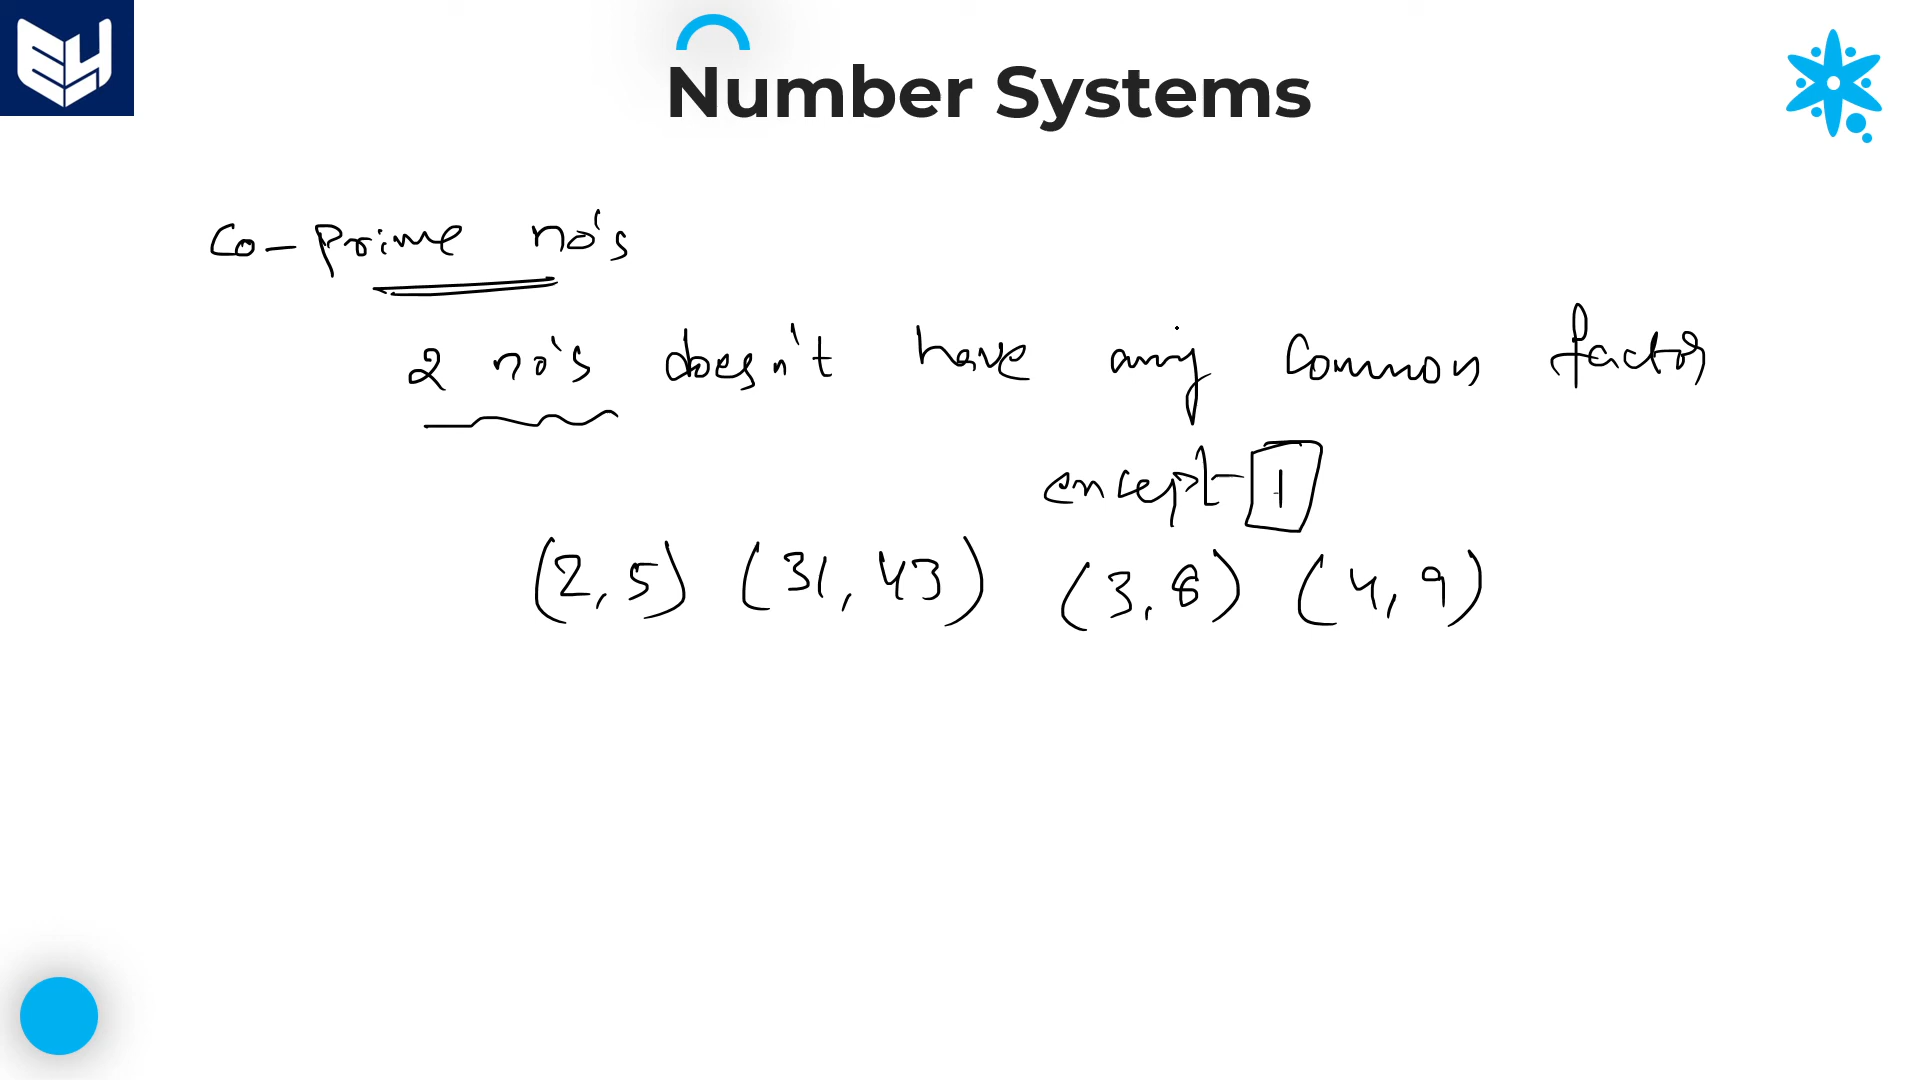 EY
Number Systems
Co-Prime no's
2 no's doesn't have any common factor
except 1
(2,5) (31,43) (3,8) (4,9)